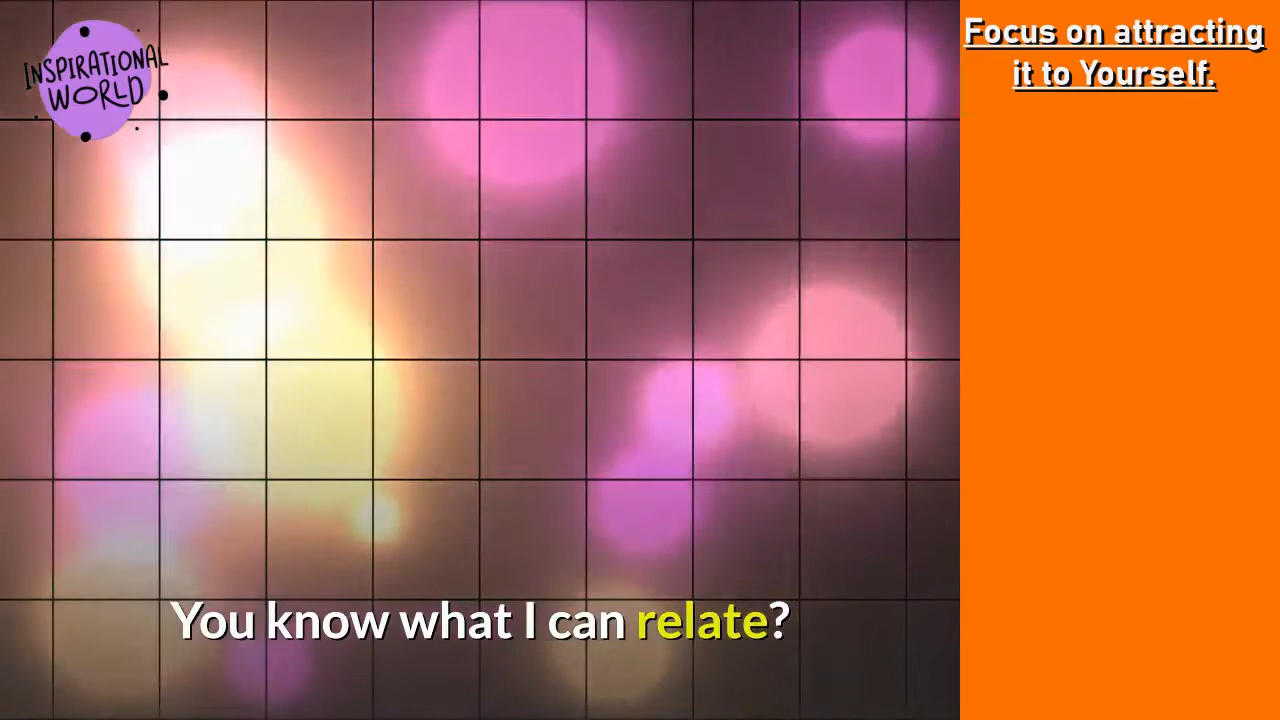 INSPIRATIONAL
WORLD
Focus on attracting
it to Yourself.
You know what I can relate?